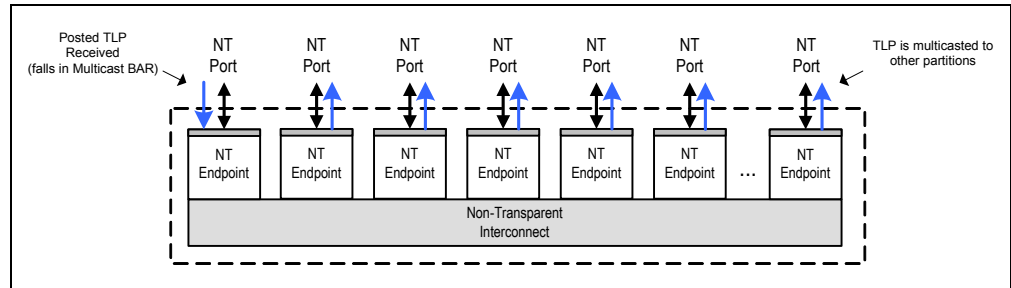 Posted TLP
Received
(falls in Multicast BAR)
NT
Port
NT
Port
NT
Port
NT
Port
NT
Port
NT
Port
NT
Port
TLP is multicasted to
other partitions
NT
Endpoint
NT
Endpoint
NT
Endpoint
NT
Endpoint
NT
Endpoint
NT
Endpoint
...
NT
Endpoint
Non-Transparent
Interconnect